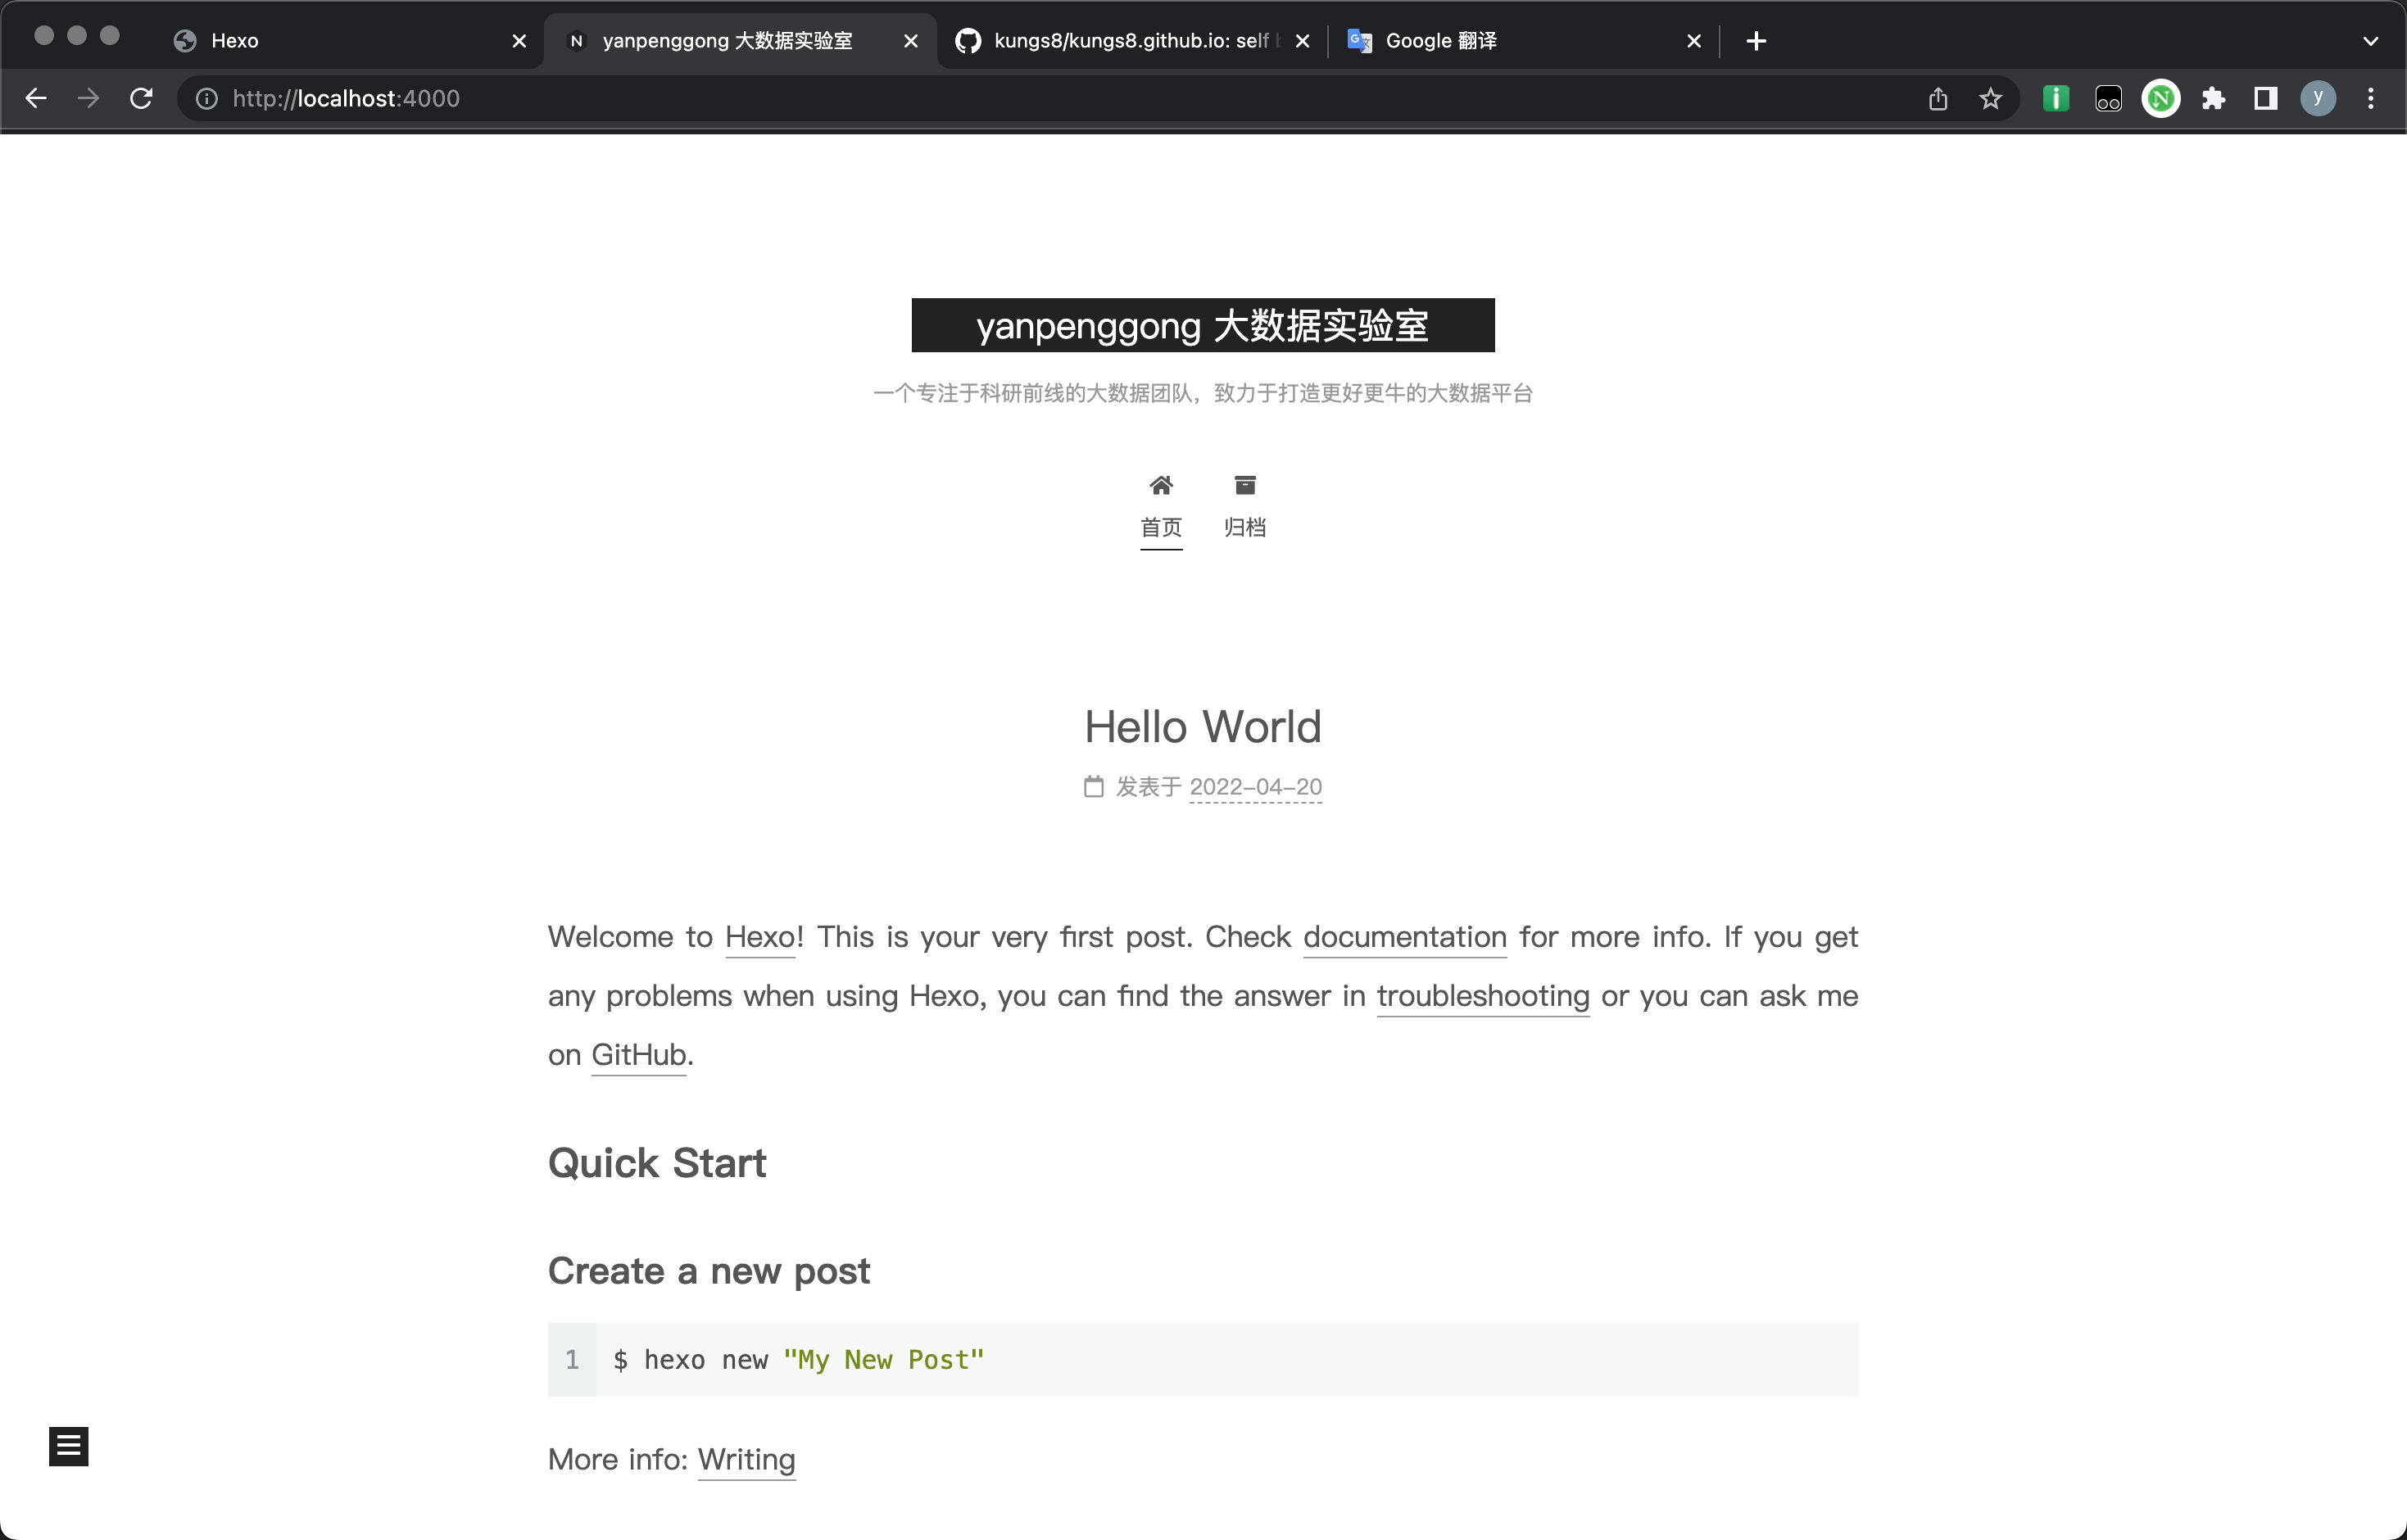 Hexo
N yanpenggong 大数据实验室
kungs8/kungs8.github.io: self
Google 翻译
http://localhost:4000
N
y
yanpenggong 大数据实验室
一个专注于科研前线的大数据团队，致力于打造更好更牛的大数据平台
首页 归档
Hello World
发表于 2022-04-20
Welcome to Hexo! This is your very first post. Check documentation for more info. If you get
any problems when using Hexo, you can find the answer in troubleshooting or you can ask me
on GitHub.
Quick Start
Create a new post
1 $ hexo new "My New Post"
More info: Writing